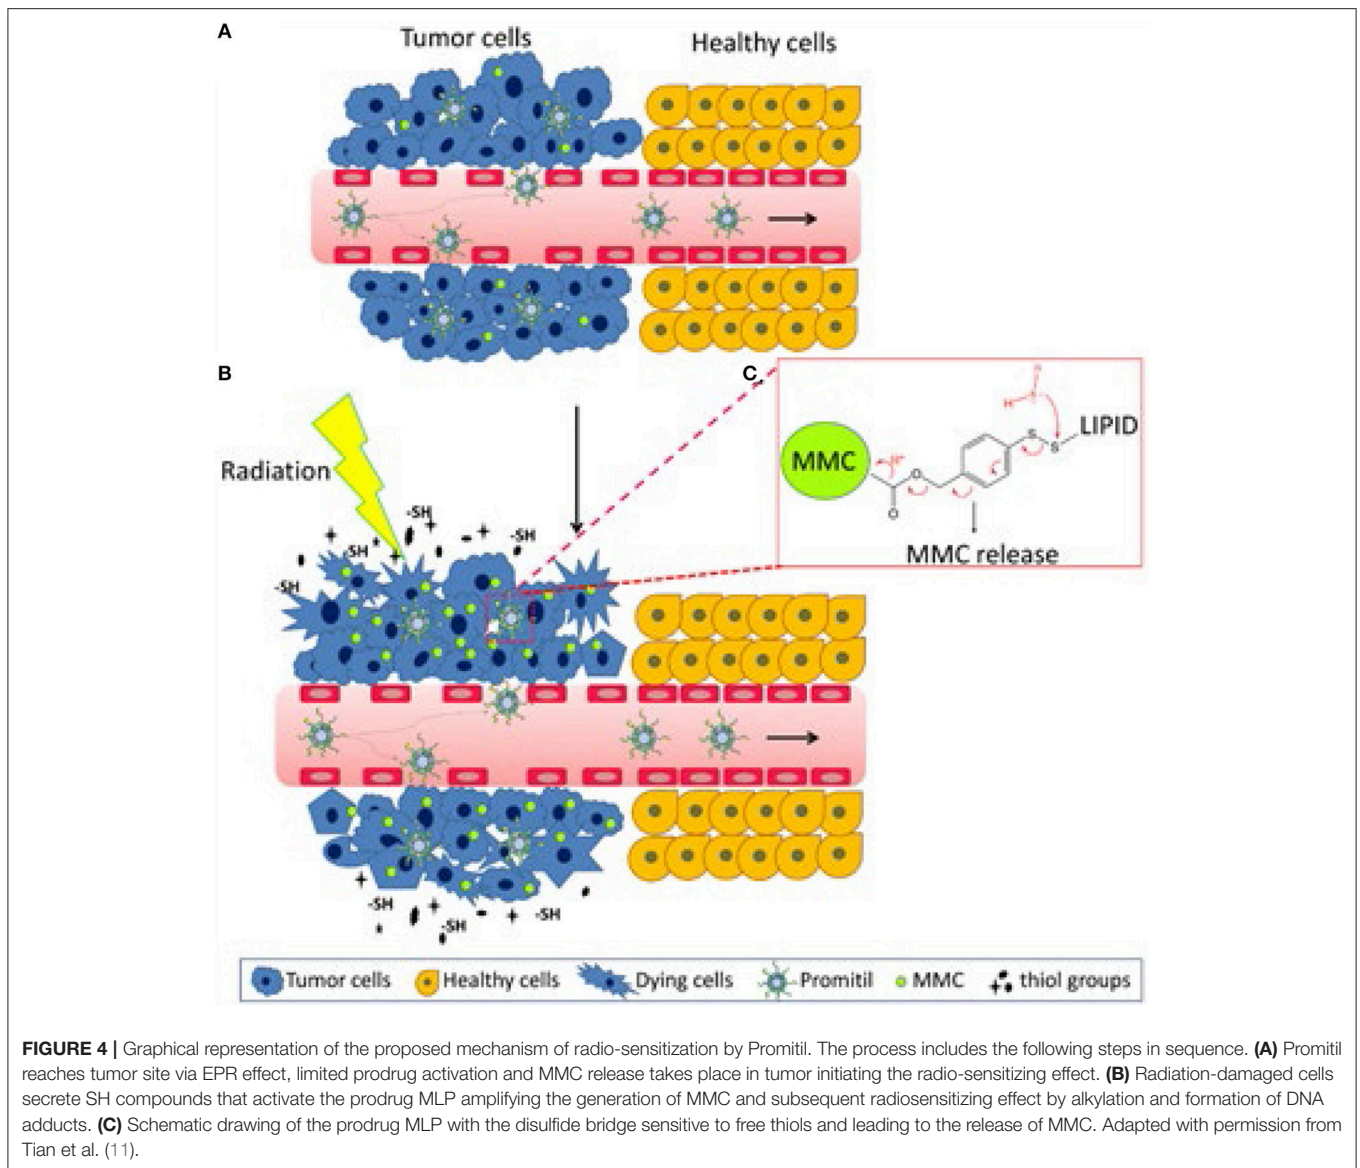 A
Tumor cells
Healthy cells
B
C
Radiation
-SH
-SH
-SH
-SH
MMC
H
O
O
S
S
LIPID
MMC release
-SH
-SH
-SH
Tumor cells
Healthy cells
Dying cells
Promitil
MMC
thiol groups
FIGURE 4 | Graphical representation of the proposed mechanism of radio-sensitization by Promitil. The process includes the following steps in sequence. (A) Promitil
reaches tumor site via EPR effect, limited prodrug activation and MMC release takes place in tumor initiating the radio-sensitizing effect. (B) Radiation-damaged cells
secrete SH compounds that activate the prodrug MLP amplifying the generation of MMC and subsequent radiosensitizing effect by alkylation and formation of DNA
adducts. (C) Schematic drawing of the prodrug MLP with the disulfide bridge sensitive to free thiols and leading to the release of MMC. Adapted with permission from
Tian et al. (11).